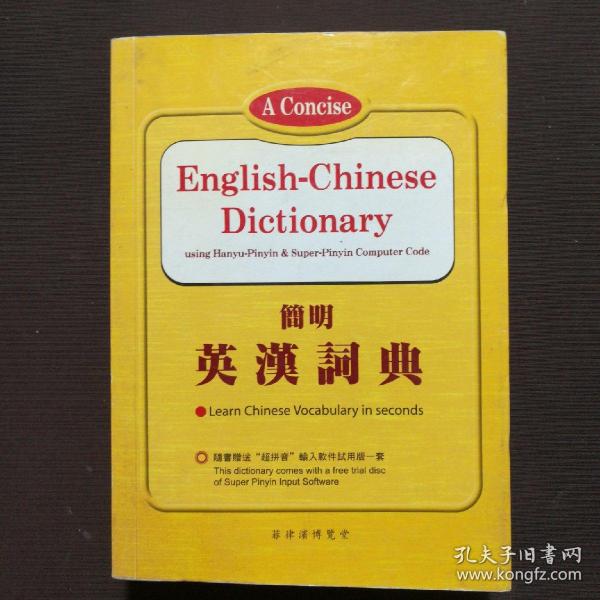 A Concise
English-Chinese
Dictionary
using Hanyu-Pinyin & Super-Pinyin Computer Code
簡明
英漢詞典
Learn Chinese Vocabulary in seconds
隨書贈送“超拼音”輸入軟件試用版一套
This dictionary comes with a free trial disc
of Super Pinyin Input Software
菲律濱博覽堂
孔夫子旧书网
www.kongfz.com